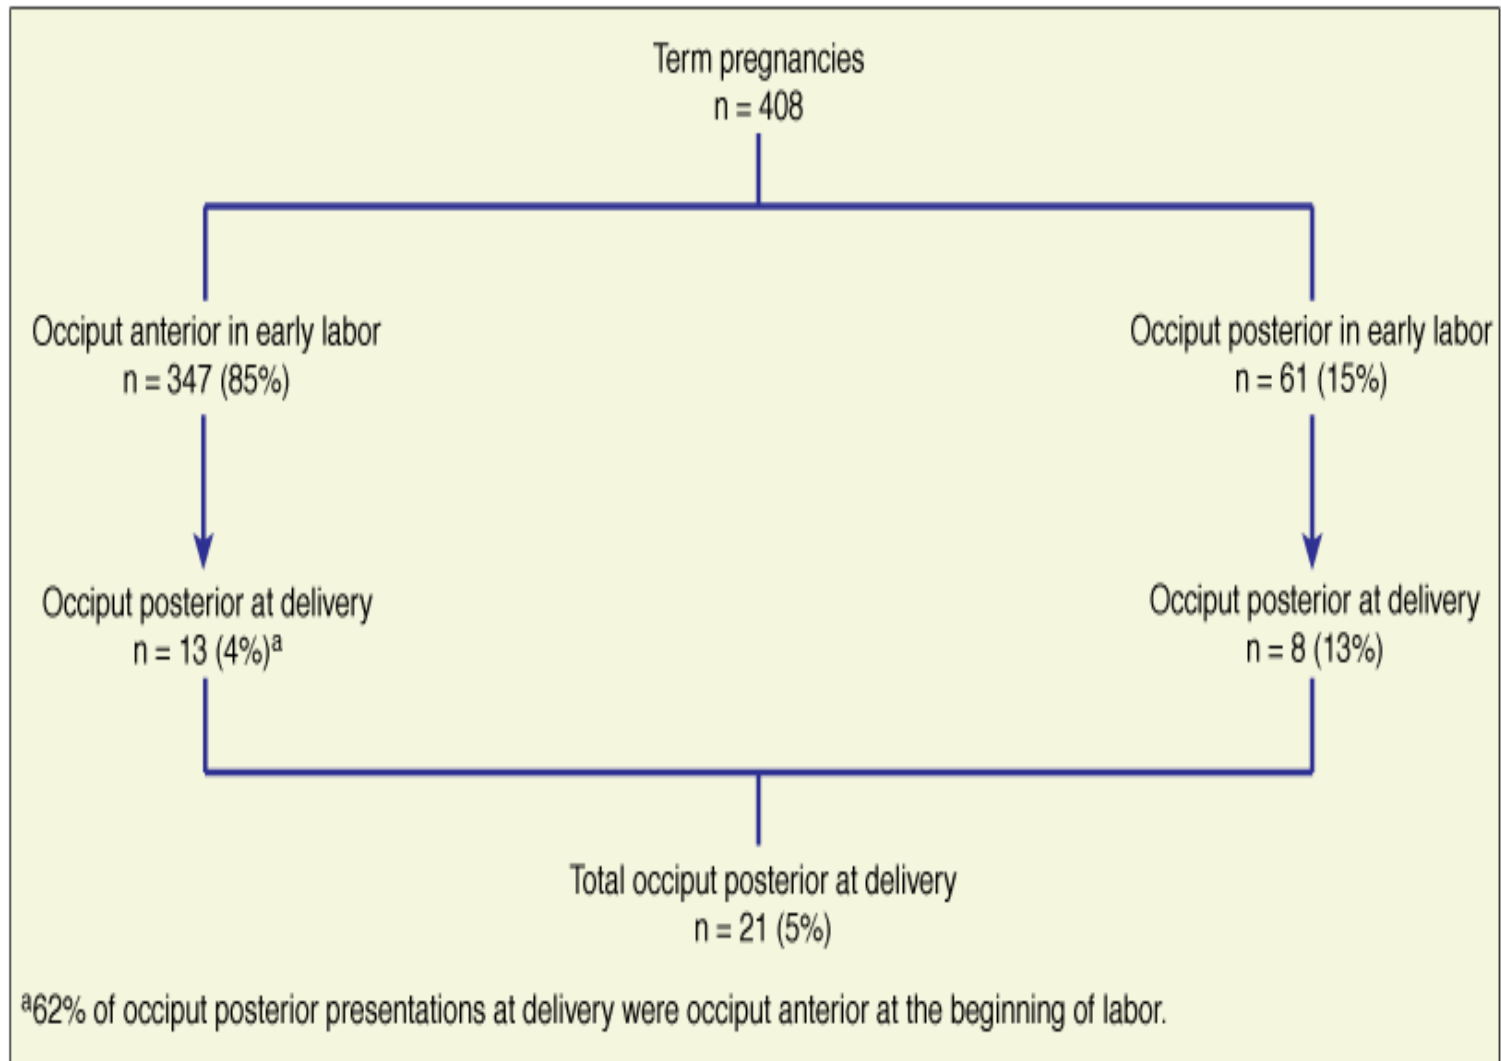 Term pregnancies
n = 408
Occiput anterior in early labor
n = 347 (85%)
Occiput posterior in early labor
n = 61 (15%)
Occiput posterior at delivery
n = 13 (4%)ᵃ
Occiput posterior at delivery
n = 8 (13%)
Total occiput posterior at delivery
n = 21 (5%)
ᵃ62% of occiput posterior presentations at delivery were occiput anterior at the beginning of labor.